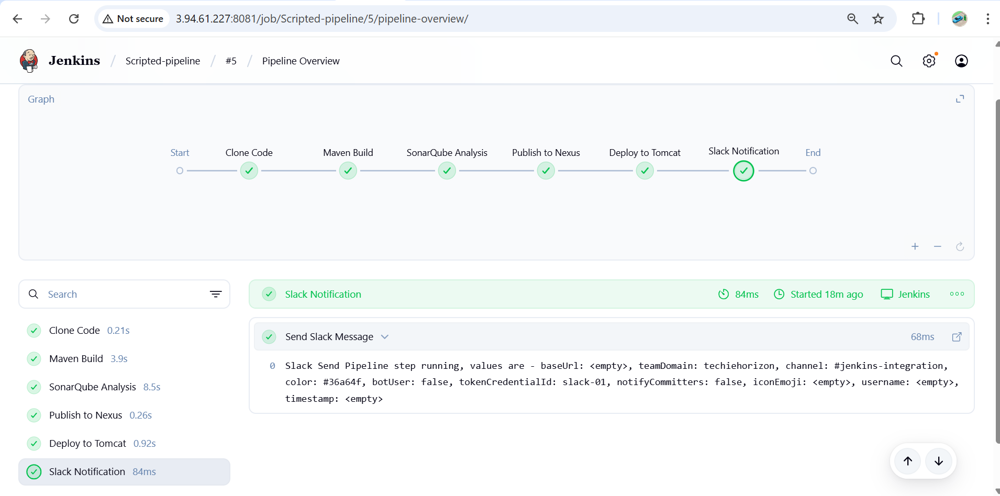 Not secure
3.94.61.227:8081/job/Scripted-pipeline/5/pipeline-overview/
Jenkins / Scripted-pipeline / #5 / Pipeline Overview
Graph
Start
Clone Code
Maven Build
SonarQube Analysis
Publish to Nexus
Deploy to Tomcat
Slack Notification
End
Search
Clone Code 0.21s
Maven Build 3.9s
SonarQube Analysis 8.5s
Publish to Nexus 0.26s
Deploy to Tomcat 0.92s
Slack Notification 84ms
Slack Notification 84ms Started 18m ago Jenkins
Send Slack Message 68ms
0 Slack Send Pipeline step running, values are - baseUrl: <empty>, teamDomain: techiehorizon, channel: #jenkins-integration,
color: #36a64f, botUser: false, tokenCredentialId: slack-01, notifyCommitters: false, iconEmoji: <empty>, username: <empty>,
timestamp: <empty>